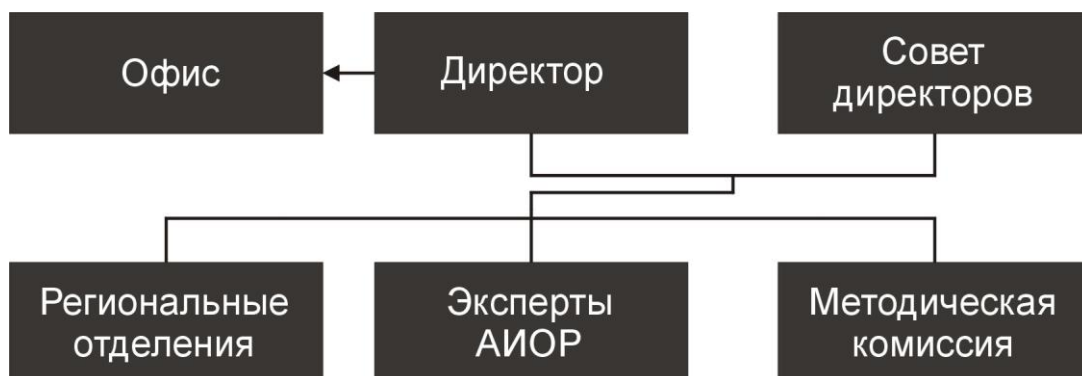 Офис
Директор
Совет
директоров
Региональные
отделения
Эксперты
АИОР
Методическая
комиссия